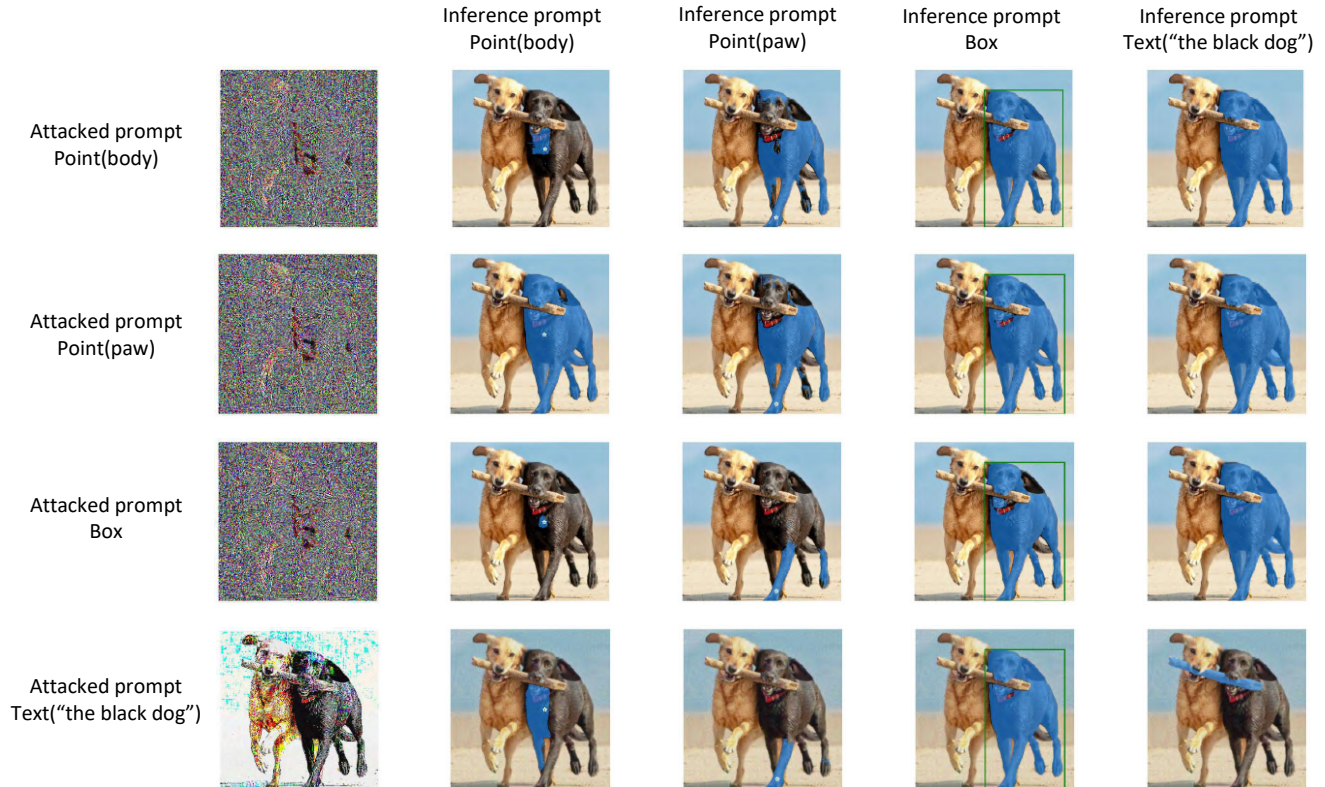 Inference prompt
Point(body)
Inference prompt
Point(paw)
Inference prompt
Box
Inference prompt
Text(“the black dog”)
Attacked prompt
Point(body)
Attacked prompt
Point(paw)
Attacked prompt
Box
Attacked prompt
Text(“the black dog”)